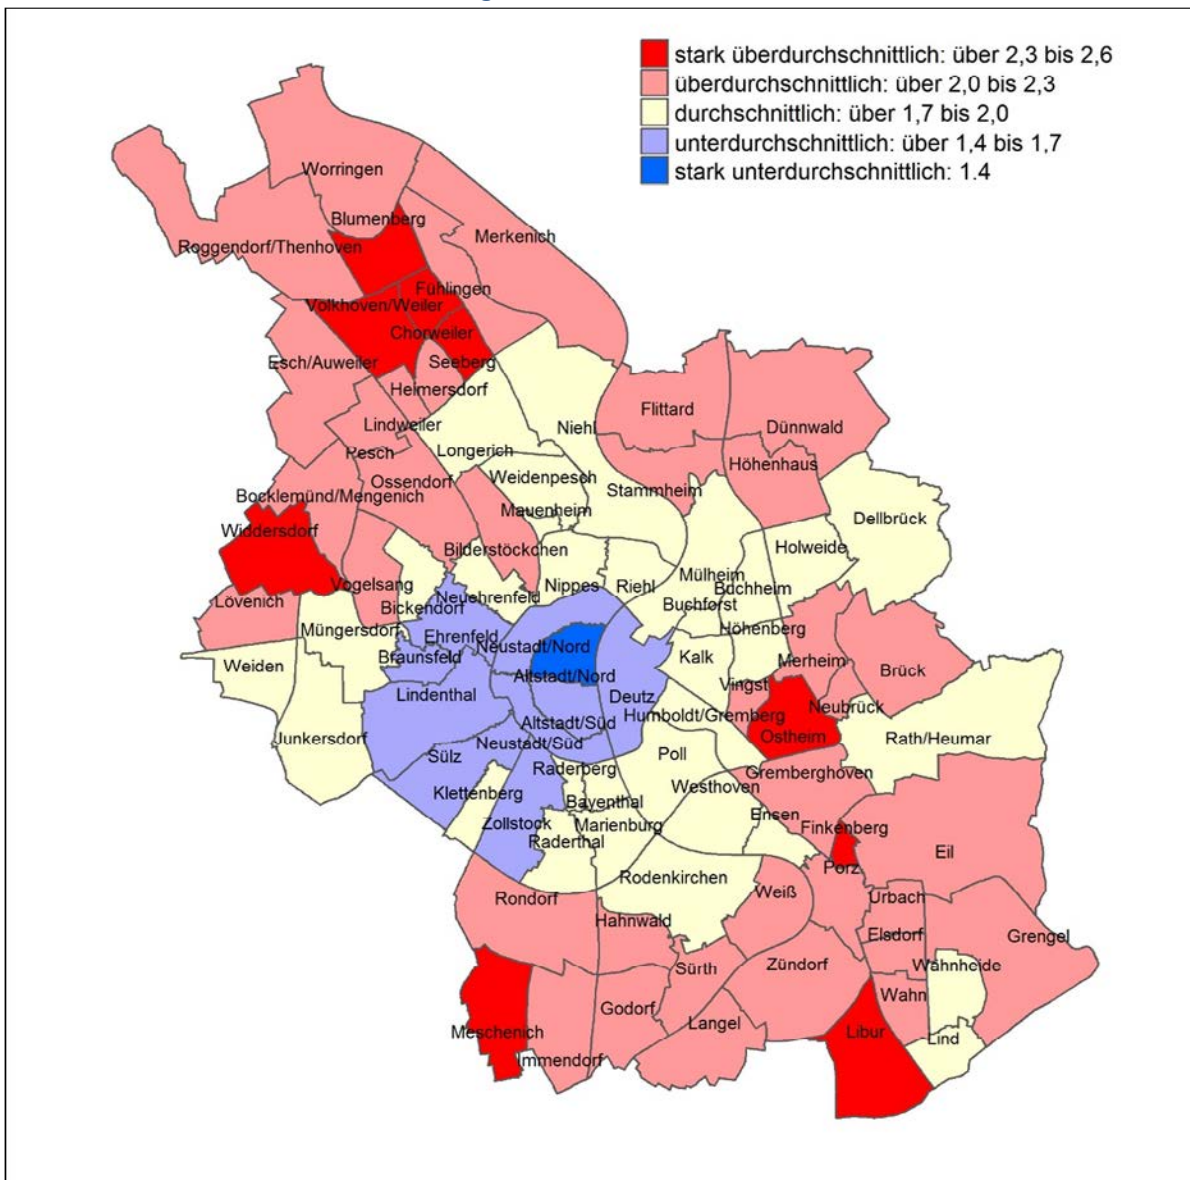 stark überdurchschnittlich: über 2,3 bis 2,6
überdurchschnittlich: über 2,0 bis 2,3
durchschnittlich: über 1,7 bis 2,0
unterdurchschnittlich: über 1,4 bis 1,7
stark unterdurchschnittlich: 1.4
Worringen
Blumenberg
Roggendorf/Thenhoven
Merkenich
Fühlingen
Volkhoven/Weiler
Chorweiler
Esch/Auweiler
Seeberg
Heimersdorf
Flittard
Lindweiler
Niehl
Dünnwald
Pesch
Longerich
Höhenhaus
Ossendorf
Weidenpesch
Stammheim
Bocklemünd/Mengenich
Mauenheim
Dellbrück
Widdersdorf
Bilderstöckchen
Holweide
Vogelsang
Nippes
Riehl
Mülheim
Buchheim
Lövenich
Bickendorf
Neuehrenfeld
Buchforst
Müngersdorf
Ehrenfeld
Neustadt/Nord
Höhenberg
Weiden
Braunsfeld
Kalk
Merheim
Brück
Altstadt/Nord
Lindenthal
Deutz
Vingst
Neubrück
Humboldt/Gremberg
Altstadt/Süd
Junkersdorf
Neustadt/Süd
Ostheim
Rath/Heumar
Sülz
Poll
Raderberg
Gremberghoven
Klettenberg
Westhoven
Bayenthal
Ensen
Zollstock
Marienburg
Finkenberg
Raderthal
Eil
Porz
Rodenkirchen
Rondorf
Weiß
Urbach
Hahnwald
Elsdorf
Grengel
Sürth
Zündorf
Wahnheide
Wahn
Godorf
Langel
Meschenich
Libur
Lind
Immendorf